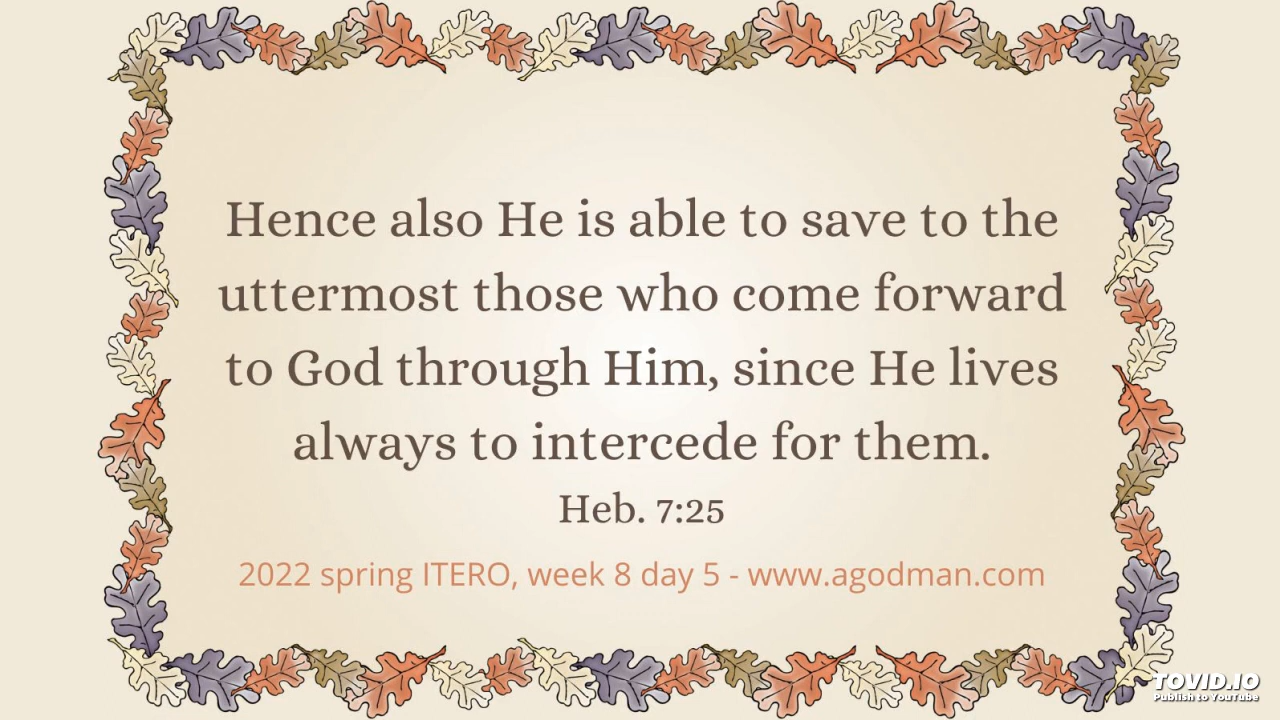 Hence also He is able to save to the
uttermost those who come forward
to God through Him, since He lives
always to intercede for them.
Heb. 7:25
2022 spring ITERO, week 8 day 5 - www.agodman.com
TOVID.IO
Publish to YouTube